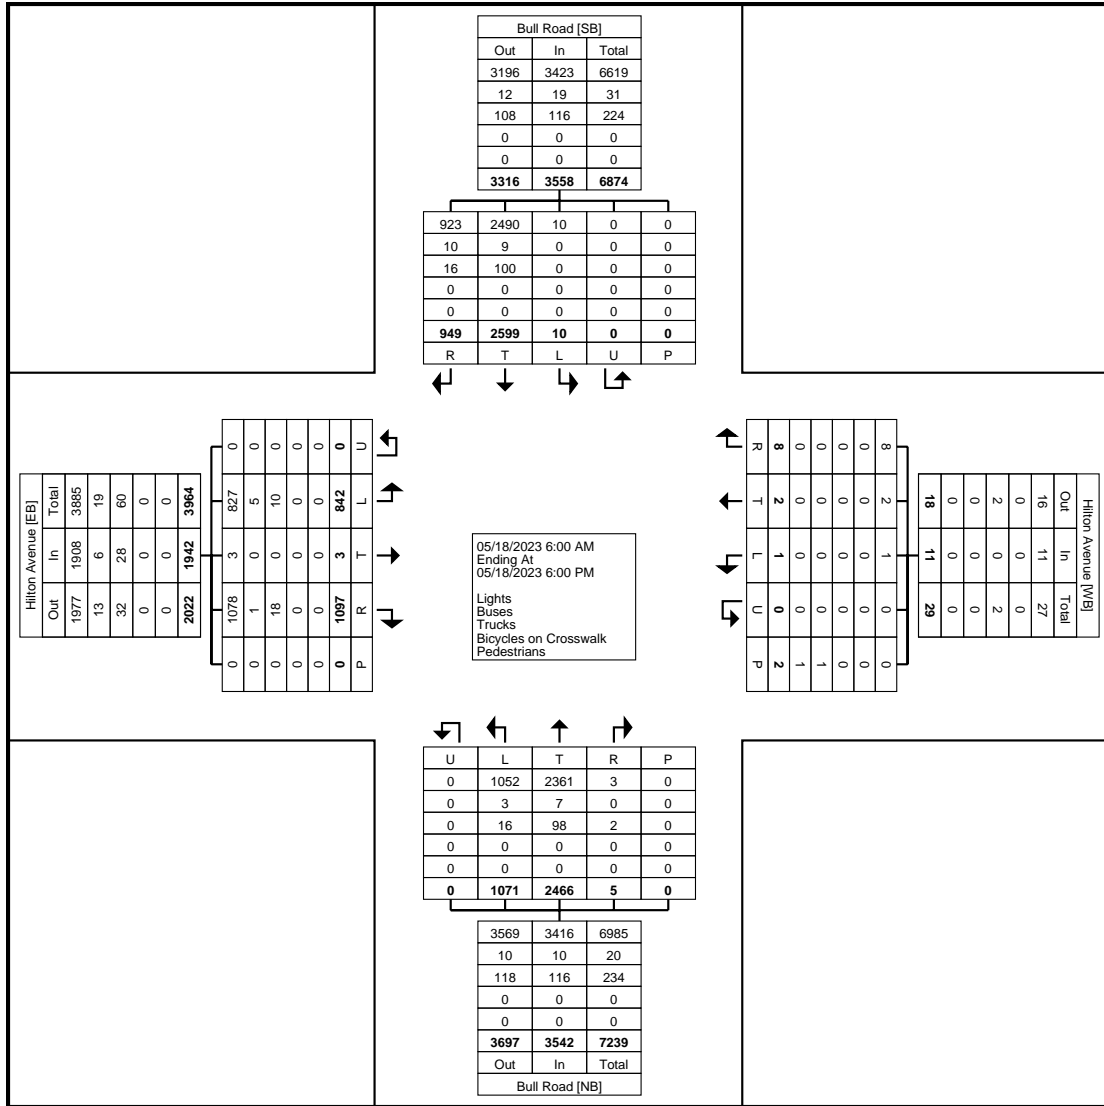 Bull Road [SB]
Out In Total
3196 3423 6619
12 19 31
108 116 224
0 0 0
0 0 0
3316 3558 6874
923 2490 10 0 0
10 9 0 0 0
16 100 0 0 0
0 0 0 0 0
0 0 0 0 0
949 2599 10 0 0
R T L U P
Hilton Avenue [EB]
Total In Out
3885 1908 1977
19 6 13
60 28 32
0 0 0
0 0 0
3964 1942 2022
0 827 3 1078 0
0 5 0 1 0
0 10 0 18 0
0 0 0 0 0
0 0 0 0 0
0 842 3 1097 0
U L T R P
05/18/2023 6:00 AM
Ending At
05/18/2023 6:00 PM
Lights
Buses
Trucks
Bicycles on Crosswalk
Pedestrians
Hilton Avenue [WB]
Out In Total
16 11 27
0 0 0
2 0 2
0 0 0
0 0 0
18 11 29
8 2 1 0 0
0 0 0 0 0
0 0 0 0 0
0 0 0 0 1
0 0 0 0 1
8 2 1 0 2
R T L U P
U L T R P
0 1052 2361 3 0
0 3 7 0 0
0 16 98 2 0
0 0 0 0 0
0 0 0 0 0
0 1071 2466 5 0
3569 3416 6985
10 10 20
118 116 234
0 0 0
0 0 0
3697 3542 7239
Out In Total
Bull Road [NB]